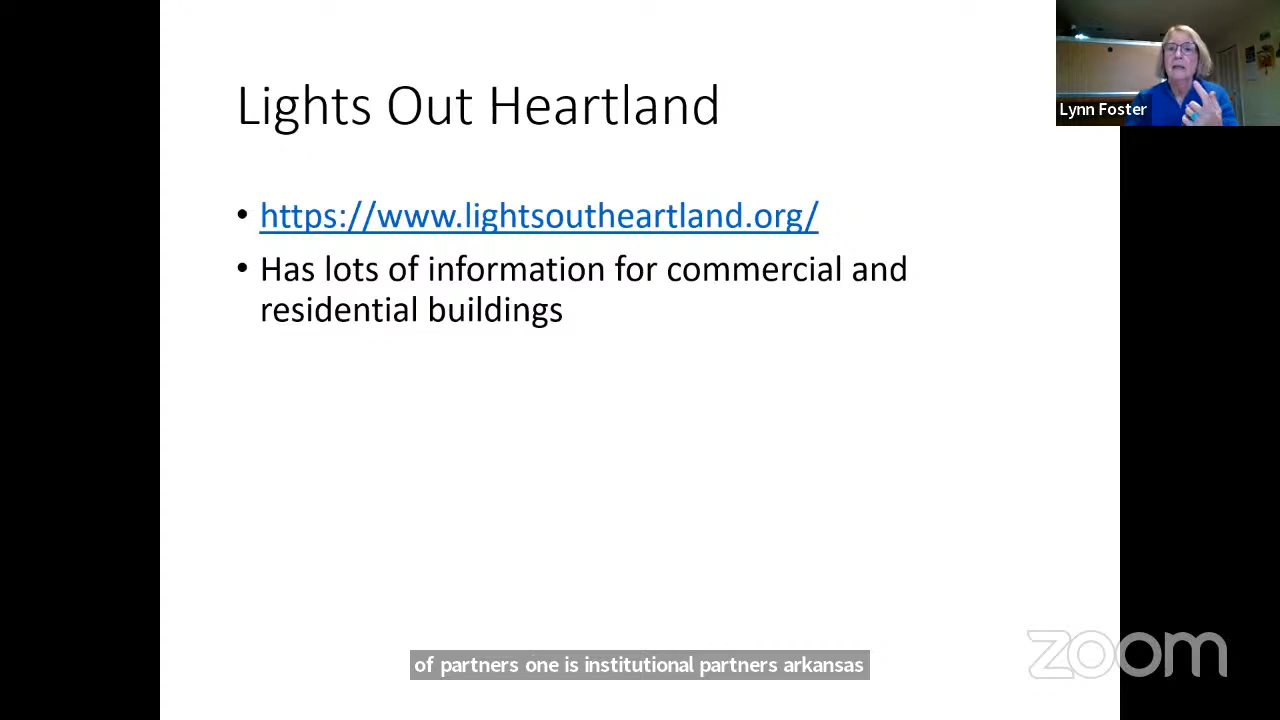 Lights Out Heartland
Lynn Foster
• https://www.lightsoutheartland.org/
• Has lots of information for commercial and
residential buildings
of partners one is institutional partners arkansas
zoom